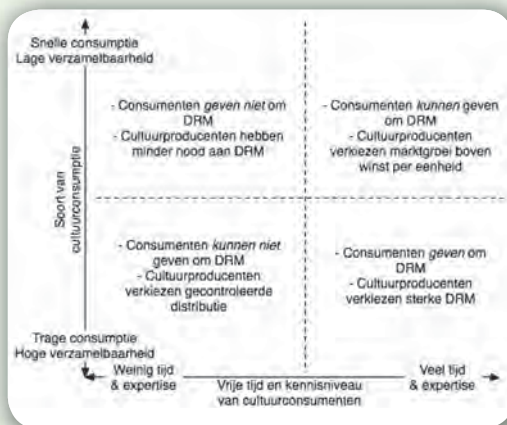 Snelle consumptie
Lage verzamelbaarheid
- Consumenten geven niet om
DRM
- Cultuurproducenten hebben
minder nood aan DRM
- Consumenten kunnen geven
om DRM
- Cultuurproducenten
verkiezen marktgroei boven
winst per eenheid
Soort van
cultuurconsumptie
- Consumenten kunnen niet
geven om DRM
- Cultuurproducenten
verkiezen gecontroleerde
distributie
- Consumenten geven om
DRM
- Cultuurproducenten
verkiezen sterke DRM
Trage consumptie
Hoge verzamelbaarheid
Weinig tijd
& expertise
Vrije tijd en kennisniveau
van cultuurconsumenten
Veel tijd
& expertise